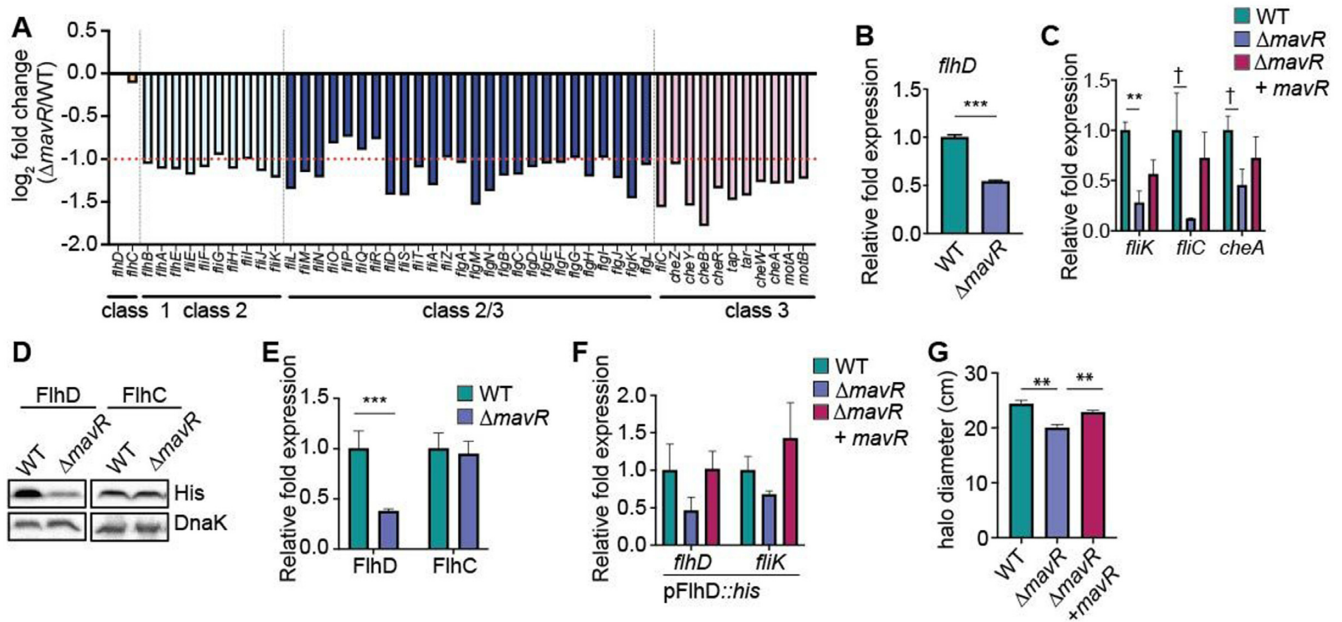 A
log2 fold change
(ΔmavR/WT)
0.5
0.0
-0.5
-1.0
-1.5
-2.0
flhD
flhC
flhB
flhA
flhE
fliE
fliF
fliG
fliH
fliI
fliJ
fliK
fliL
fliM
fliN
fliO
fliP
fliQ
fliR
fliD
fliS
fliT
fliA
fliZ
flgA
flgM
flgN
flgB
flgC
flgD
flgE
flgF
flgG
flgH
flgI
flgJ
flgK
flgL
fliC
cheZ
cheY
cheB
cheR
tap
tar
cheW
cheA
motA
motB
class 1 class 2 class 2/3 class 3
B
Relative fold expression
flhD
***
1.5
1.0
0.5
0.0
WT
ΔmavR
C
WT
ΔmavR
ΔmavR
+ mavR
Relative fold expression
1.5
1.0
0.5
0.0
** † †
fliK fliC cheA
D
FlhD FlhC
WT ΔmavR WT ΔmavR
His
DnaK
E
Relative fold expression
1.5
1.0
0.5
0.0
***
WT
ΔmavR
FlhD FlhC
F
Relative fold expression
2.0
1.5
1.0
0.5
0.0
WT
ΔmavR
ΔmavR
+ mavR
flhD fliK
pFlhD::his
G
halo diameter (cm)
30
20
10
0
** **
WT
ΔmavR
ΔmavR
+mavR